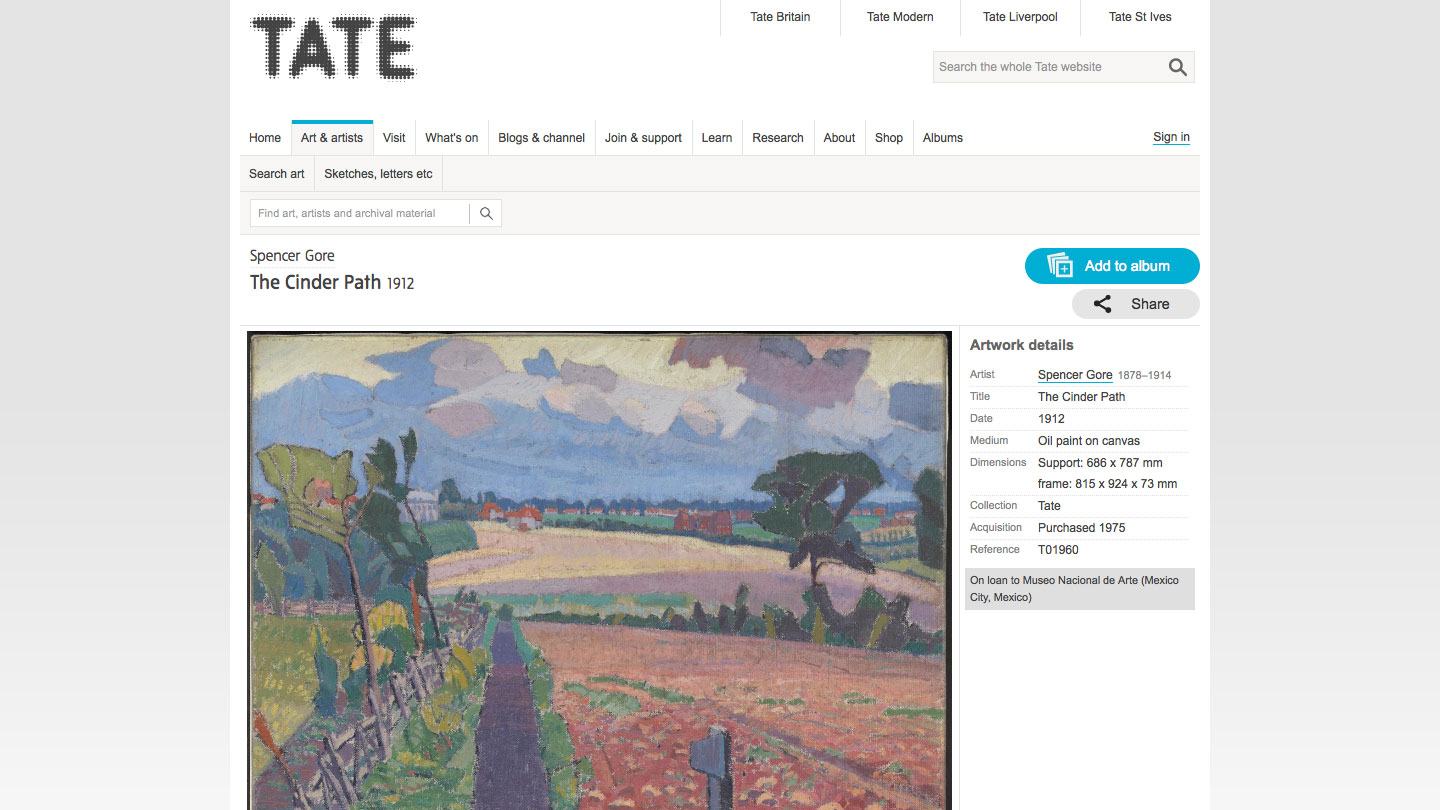 TATE
Tate Britain
Tate Modern
Tate Liverpool
Tate St Ives
Search the whole Tate website
Home
Art & artists
Visit
What's on
Blogs & channel
Join & support
Learn
Research
About
Shop
Albums
Sign in
Search art
Sketches, letters etc
Find art, artists and archival material
Spencer Gore
The Cinder Path 1912
Add to album
Share
Artwork details
Artist Spencer Gore 1878–1914
Title The Cinder Path
Date 1912
Medium Oil paint on canvas
Dimensions Support: 686 x 787 mm
frame: 815 x 924 x 73 mm
Collection Tate
Acquisition Purchased 1975
Reference T01960
On loan to Museo Nacional de Arte (Mexico
City, Mexico)